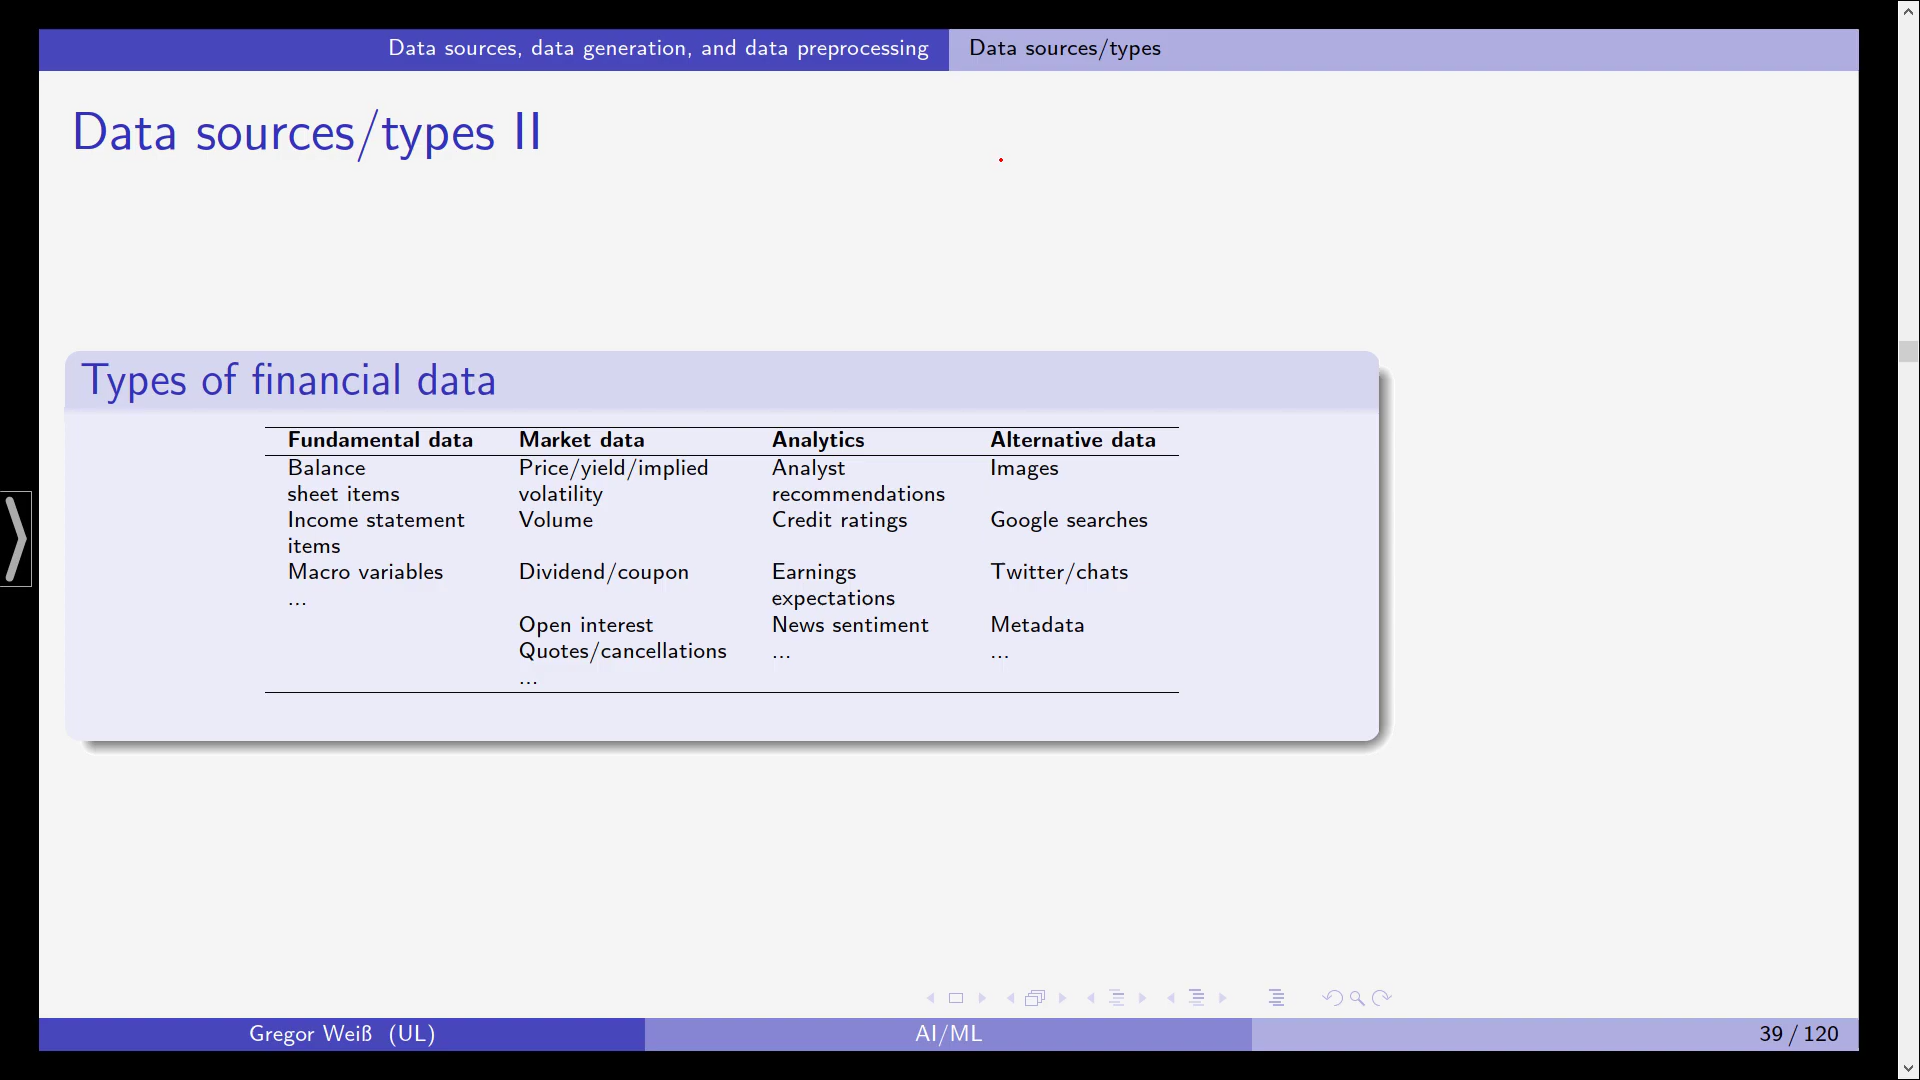 Data sources, data generation, and data preprocessing Data sources/types
Data sources/types II
Types of financial data
Fundamental data Market data Analytics Alternative data
Balance Price/yield/implied Analyst Images
sheet items volatility recommendations
Income statement Volume Credit ratings Google searches
items
Macro variables Dividend/coupon Earnings Twitter/chats
... expectations
Open interest News sentiment Metadata
Quotes/cancellations ... ...
...
Gregor Weiß (UL) AI/ML 39 / 120